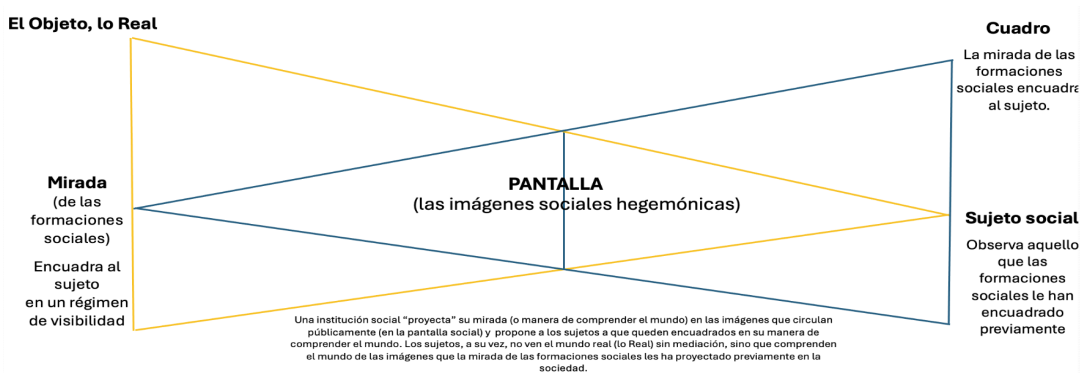 El Objeto, lo Real
Mirada
(de las
formaciones
sociales)
Encuadra al
sujeto
en un régimen
de visibilidad
PANTALLA
(las imágenes sociales hegemónicas)
Una institución social “proyecta” su mirada (o manera de comprender el mundo) en las imágenes que circulan
públicamente (en la pantalla social) y propone a los sujetos a que queden encuadrados en su manera de
comprender el mundo. Los sujetos, a su vez, no ven el mundo real (lo Real) sin mediación, sino que comprenden
el mundo de las imágenes que la mirada de las formaciones sociales les ha proyectado previamente en la
sociedad.
Cuadro
La mirada de las
formaciones
sociales encuadra
al sujeto.
Sujeto social
Observa aquello
que las
formaciones
sociales le han
encuadrado
previamente